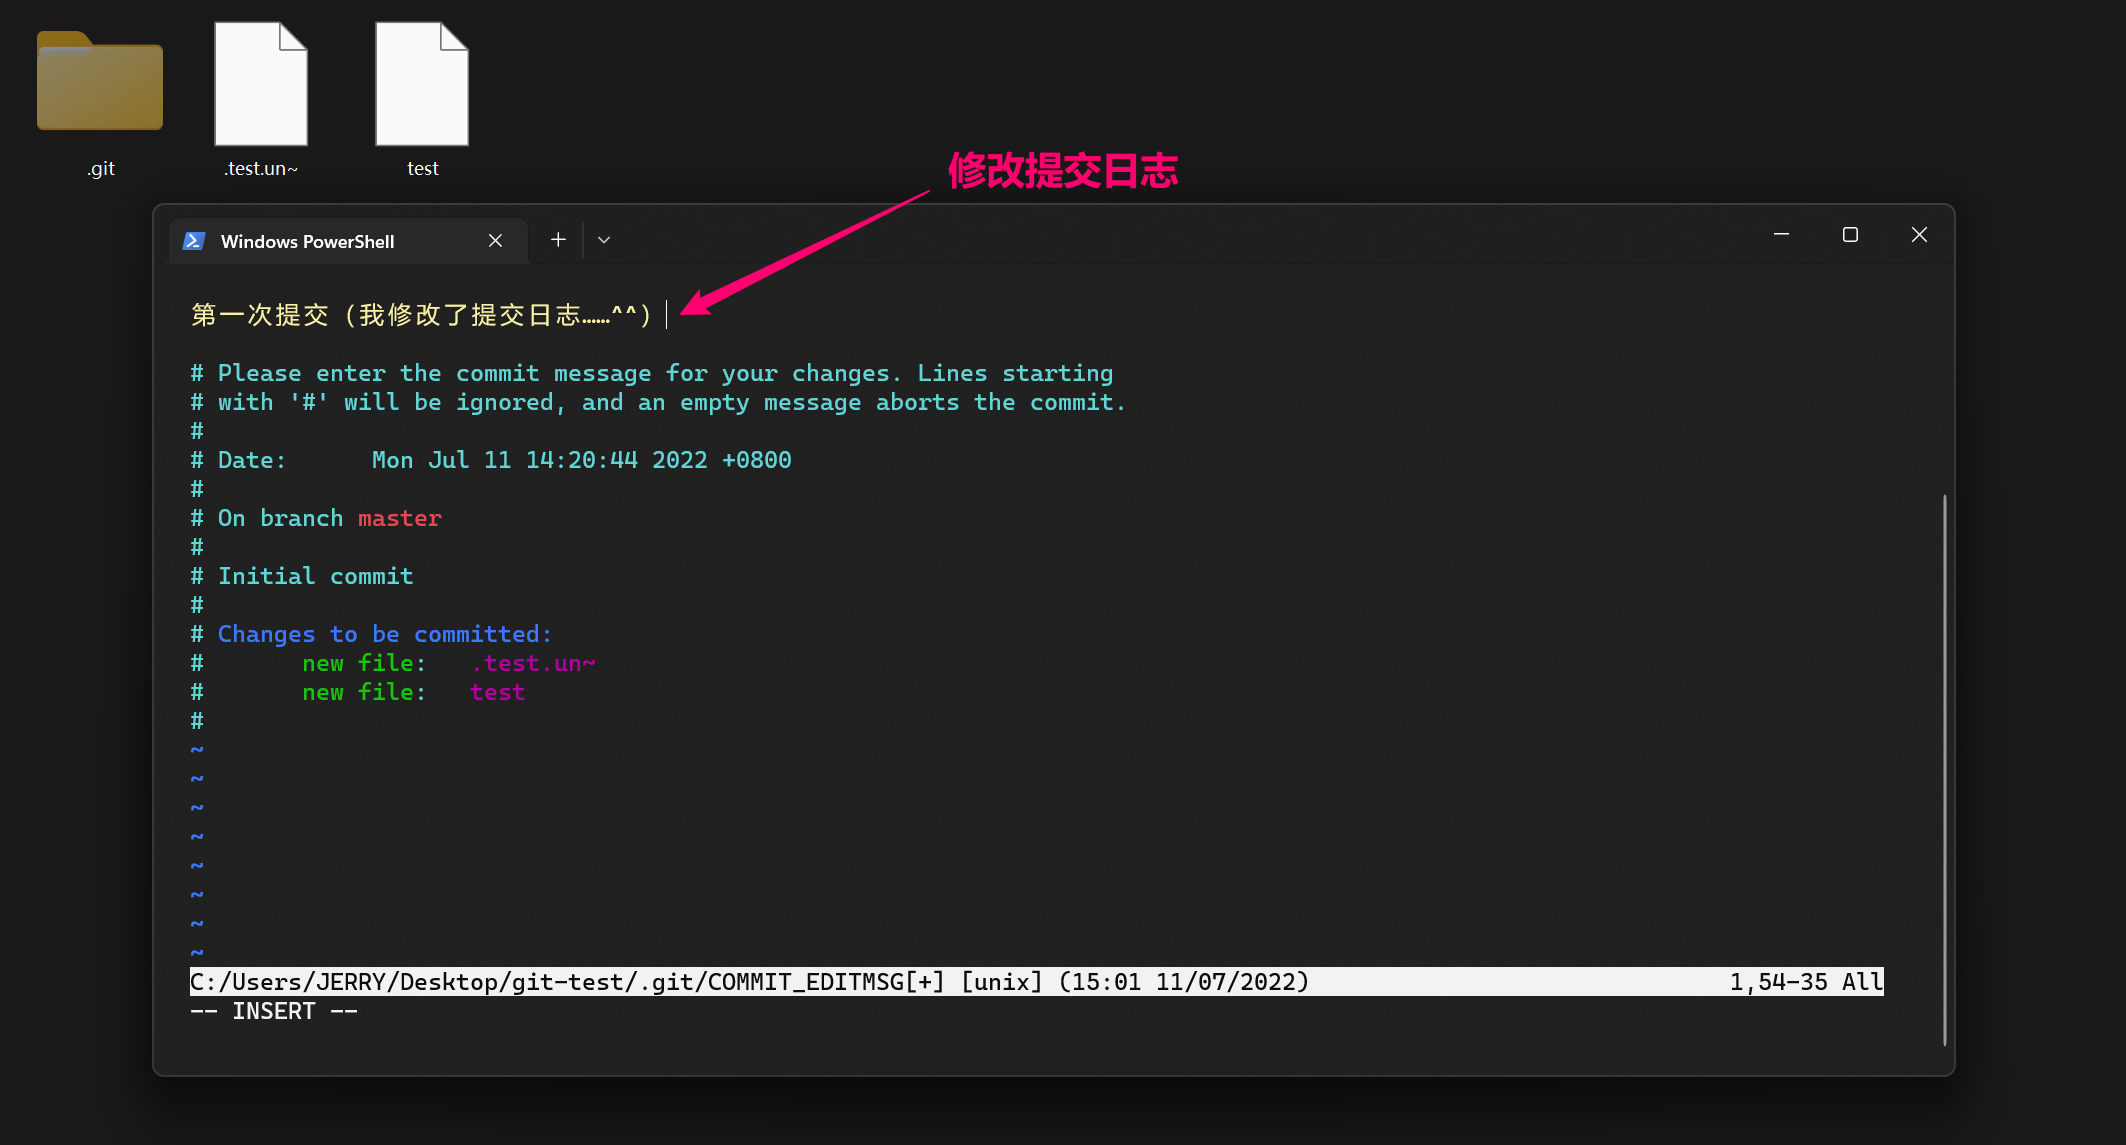 .git
.test.un~
test
修改提交日志
Windows PowerShell
第一次提交（我修改了提交日志……^^）
# Please enter the commit message for your changes. Lines starting
# with '#' will be ignored, and an empty message aborts the commit.
#
# Date:      Mon Jul 11 14:20:44 2022 +0800
#
# On branch master
#
# Initial commit
#
# Changes to be committed:
#       new file:   .test.un~
#       new file:   test
#
~
~
~
~
~
~
~
~
C:/Users/JERRY/Desktop/git-test/.git/COMMIT_EDITMSG[+] [unix] (15:01 11/07/2022) 1,54-35 All
-- INSERT --